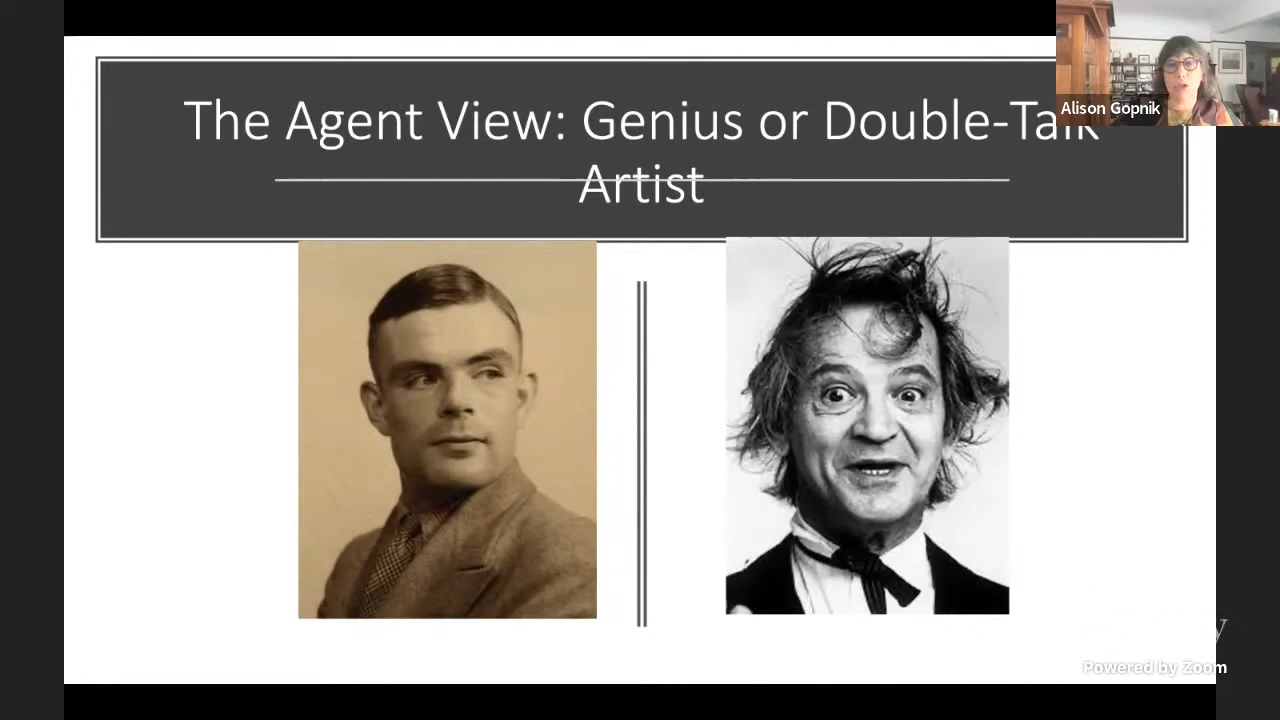 Alison Gopnik
The Agent View: Genius or Double-Talk
Artist
Powered by Zoom